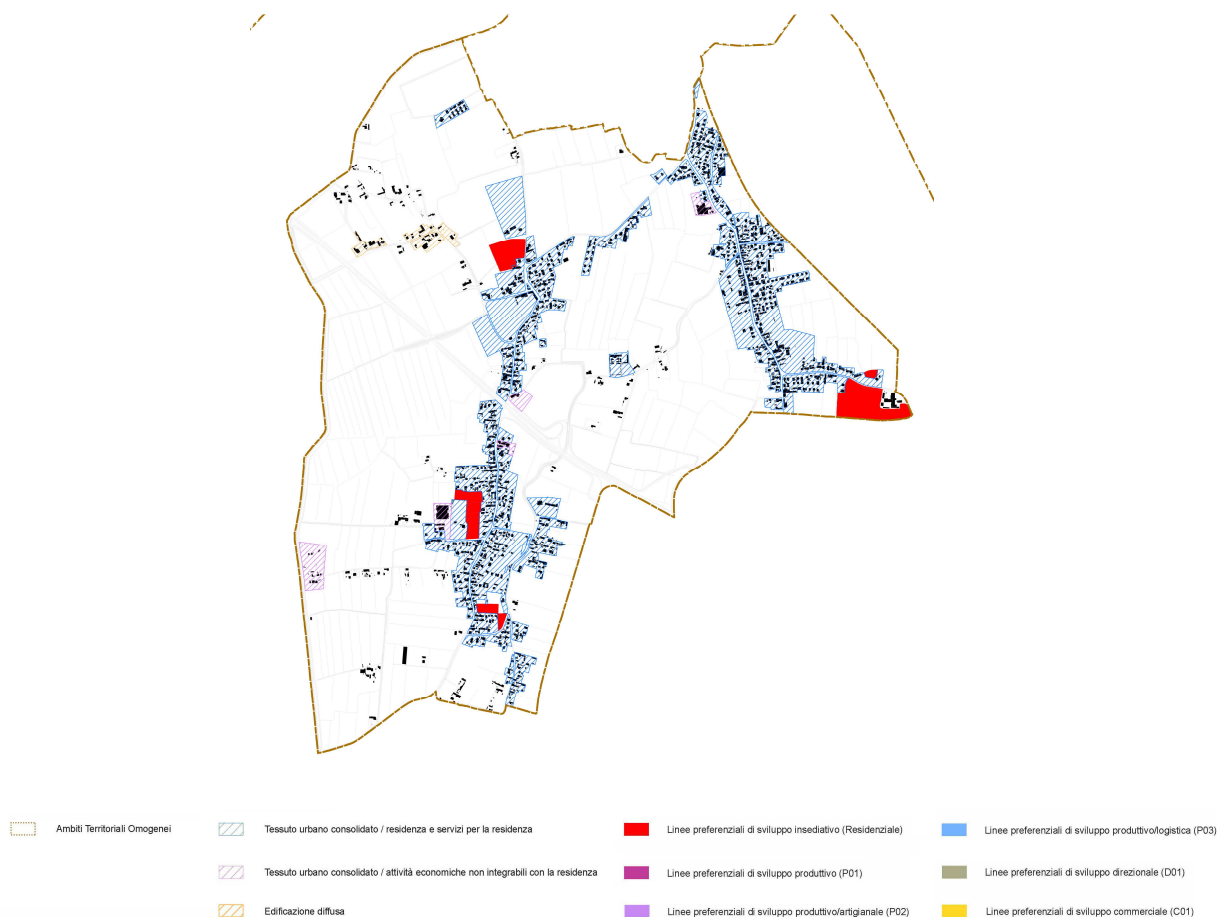 Ambiti Territoriali Omogenei
Tessuto urbano consolidato / residenza e servizi per la residenza
Linee preferenziali di sviluppo insediativo (Residenziale)
Linee preferenziali di sviluppo produttivo/logistica (P03)
Tessuto urbano consolidato / attività economiche non integrabili con la residenza
Linee preferenziali di sviluppo produttivo (P01)
Linee preferenziali di sviluppo direzionale (D01)
Edificazione diffusa
Linee preferenziali di sviluppo produttivo/artigianale (P02)
Linee preferenziali di sviluppo commerciale (C01)